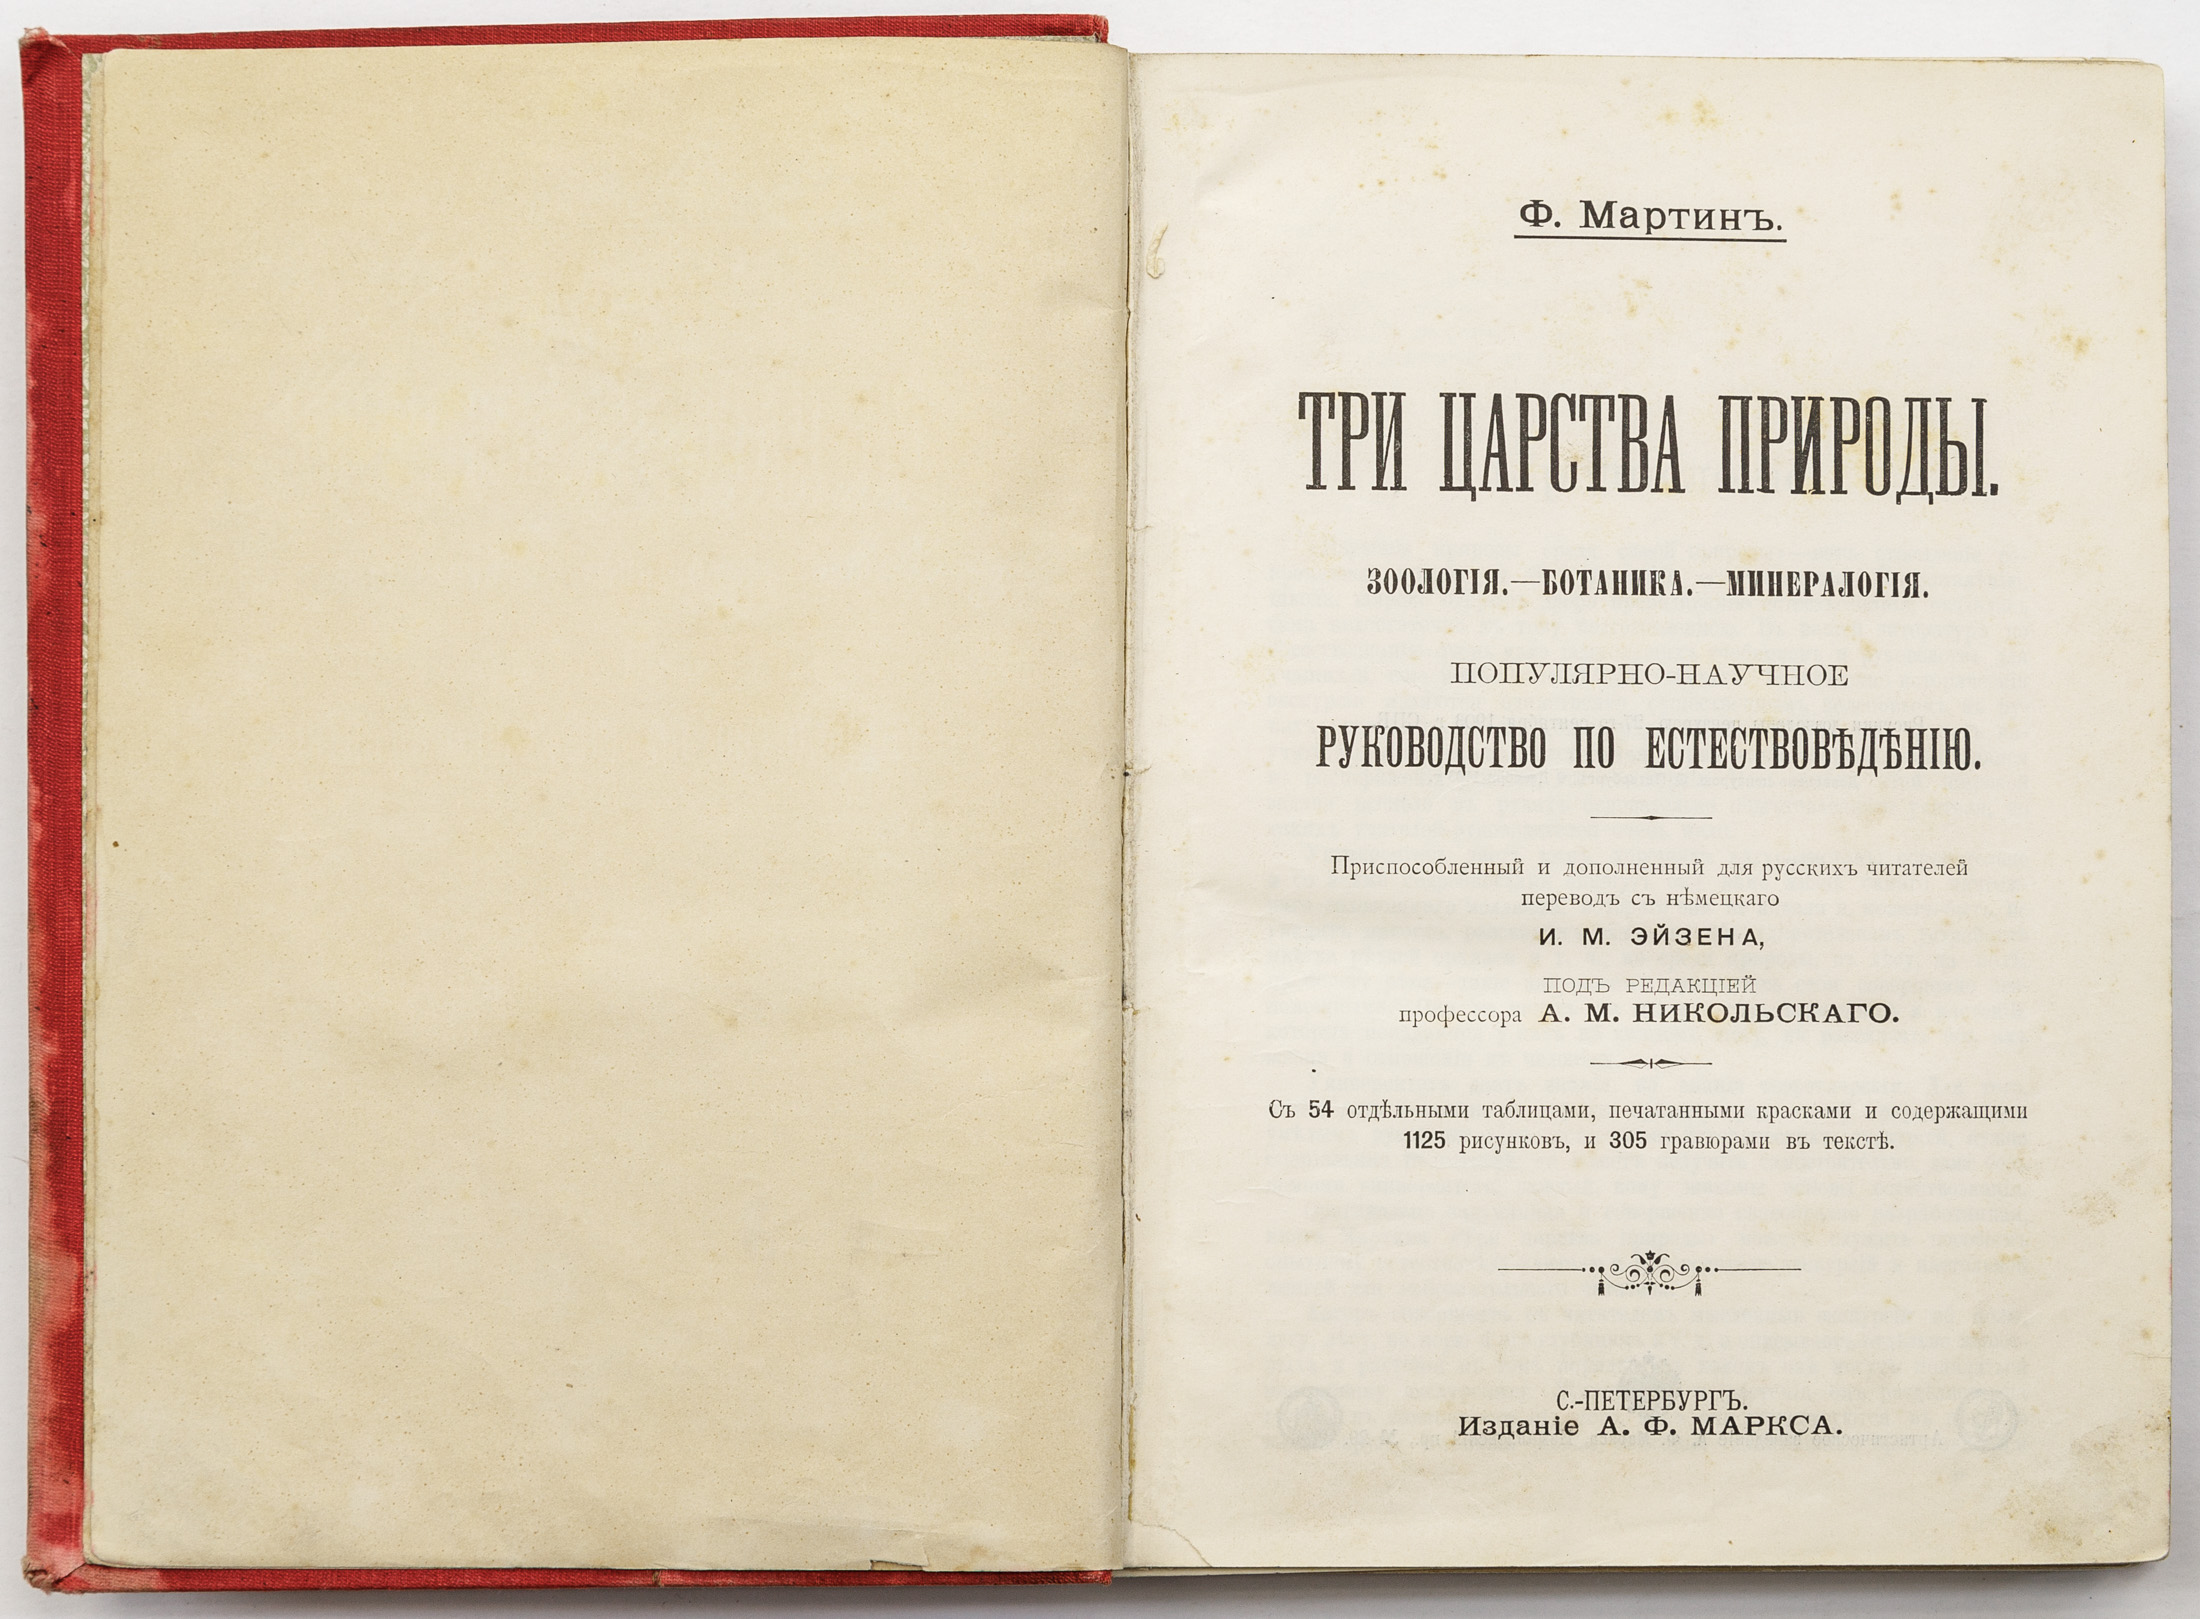 Ф. Мартинъ.
ТРИ ЦАРСТВА ПРИРОДЫ.
ЗООЛОГІЯ.—БОТАНИКА.—МИНЕРАЛОГІЯ.
ПОПУЛЯРНО-НАУЧНОЕ
РУКОВОДСТВО ПО ЕСТЕСТВОВѢДѢНІЮ.
Приспособленный и дополненный для русскихъ читателей
переводъ съ нѣмецкаго
И. М. ЭЙЗЕНА,
ПОДЪ РЕДАКЦІЕЙ
профессора А. М. НИКОЛЬСКАГО.
Съ 54 отдѣльными таблицами, печатанными красками и содержащими
1125 рисунковъ, и 305 гравюрами въ текстѣ.
С.-ПЕТЕРБУРГЪ.
Изданіе А. Ф. МАРКСА.